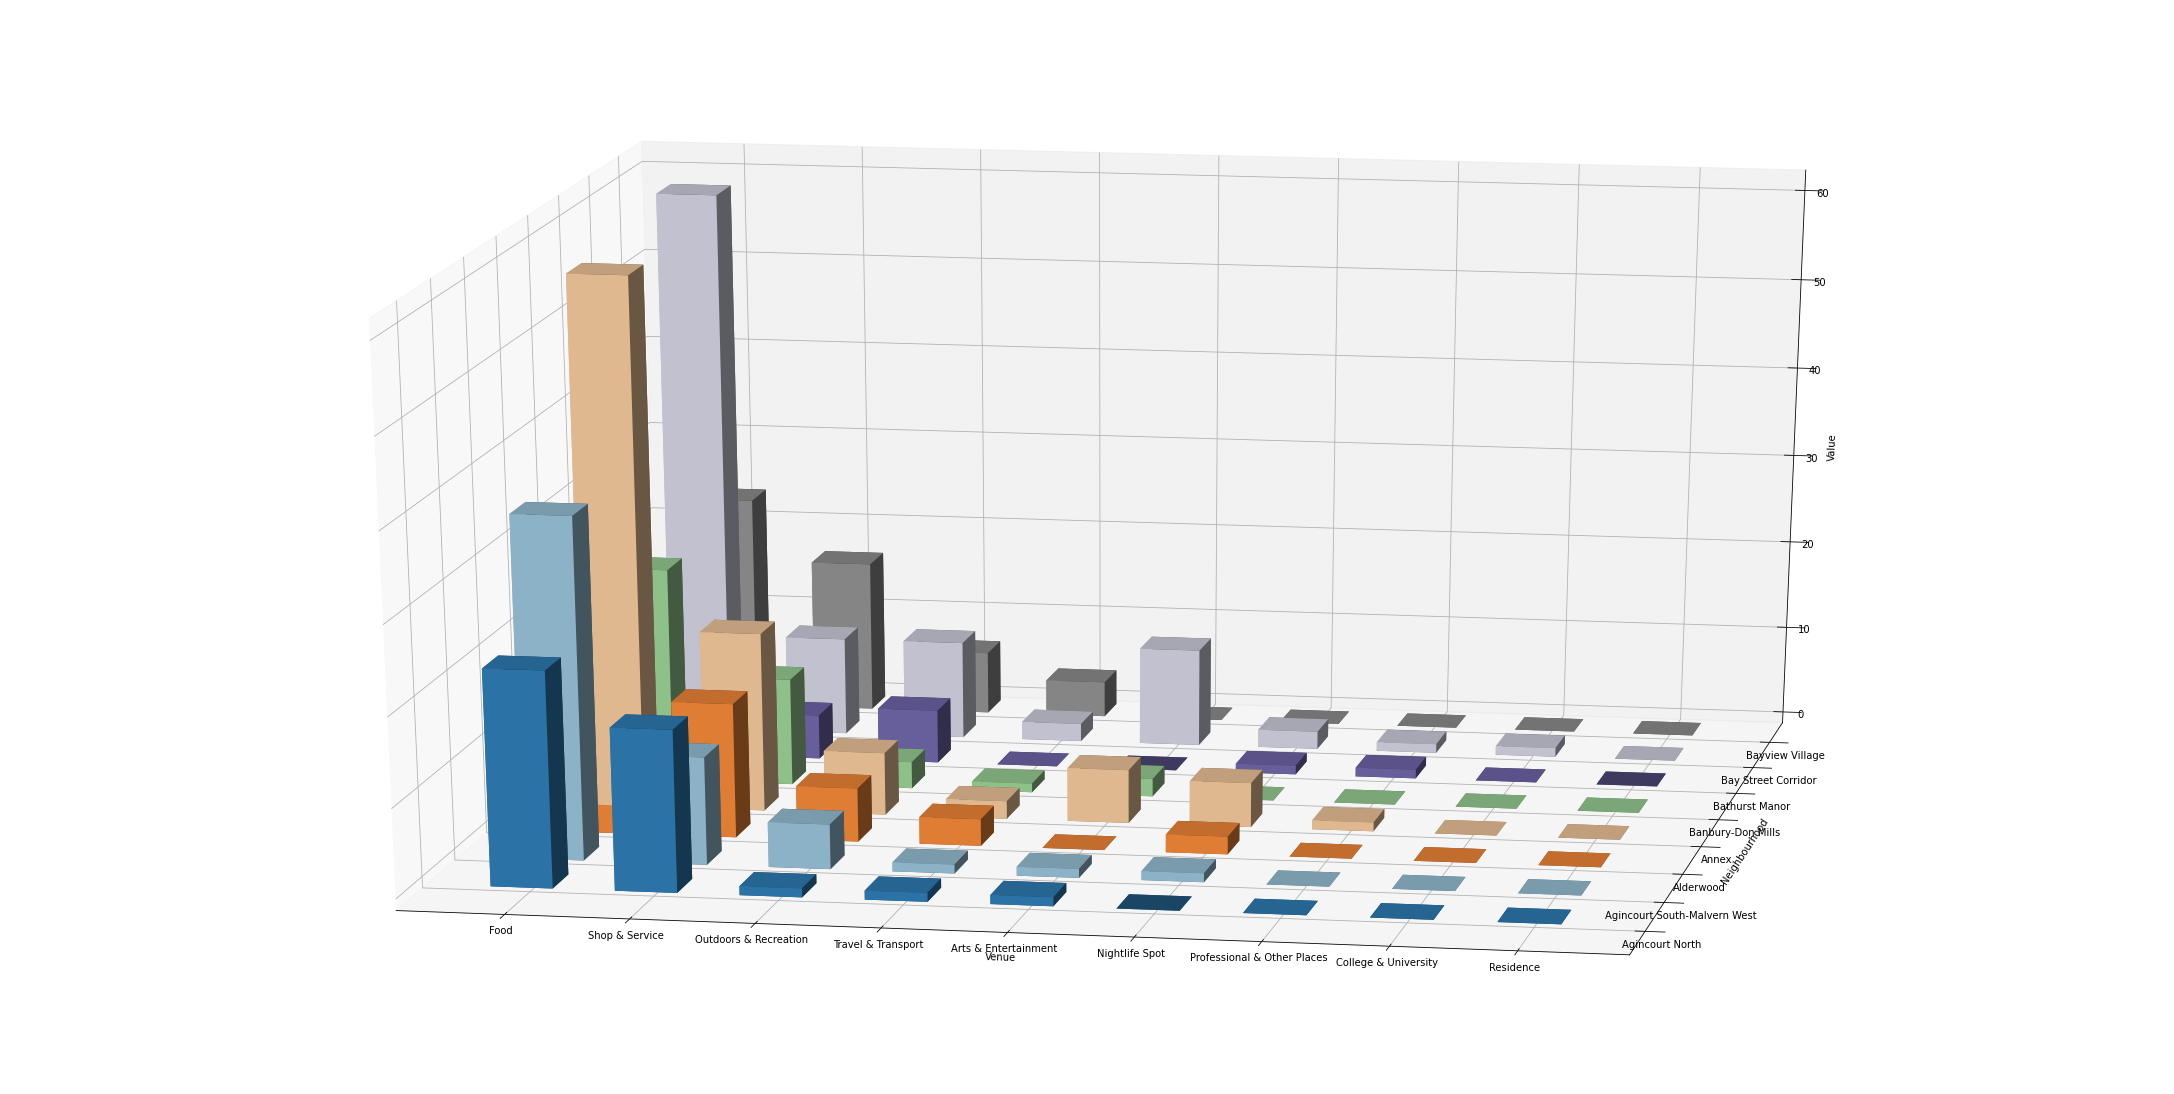 60
50
40
30
Value
20
10
0
Bayview Village
Bay Street Corridor
Bathurst Manor
Banbury-Don Mills
Annex
Neighbourhood
Alderwood
Agincourt South-Malvern West
Agincourt North
Food
Shop & Service
Outdoors & Recreation
Travel & Transport
Arts & Entertainment
Venue
Nightlife Spot
Professional & Other Places
College & University
Residence